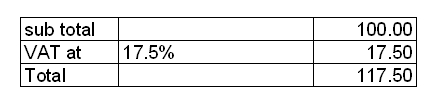 sub total 100.00
VAT at 17.5% 17.50
Total 117.50